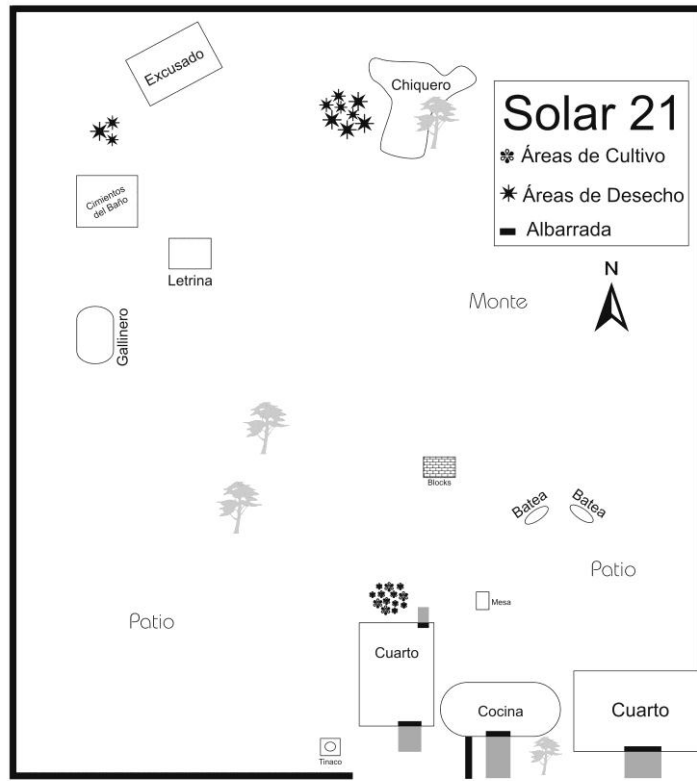 Excusado
Chiquero
Solar 21
Áreas de Cultivo
Áreas de Desecho
Albarrada
Cimientos
del Baño
Letrina
N
Monte
Gallinero
Blocks
Batea
Batea
Patio
Mesa
Patio
Cuarto
Cocina
Cuarto
Tinaco